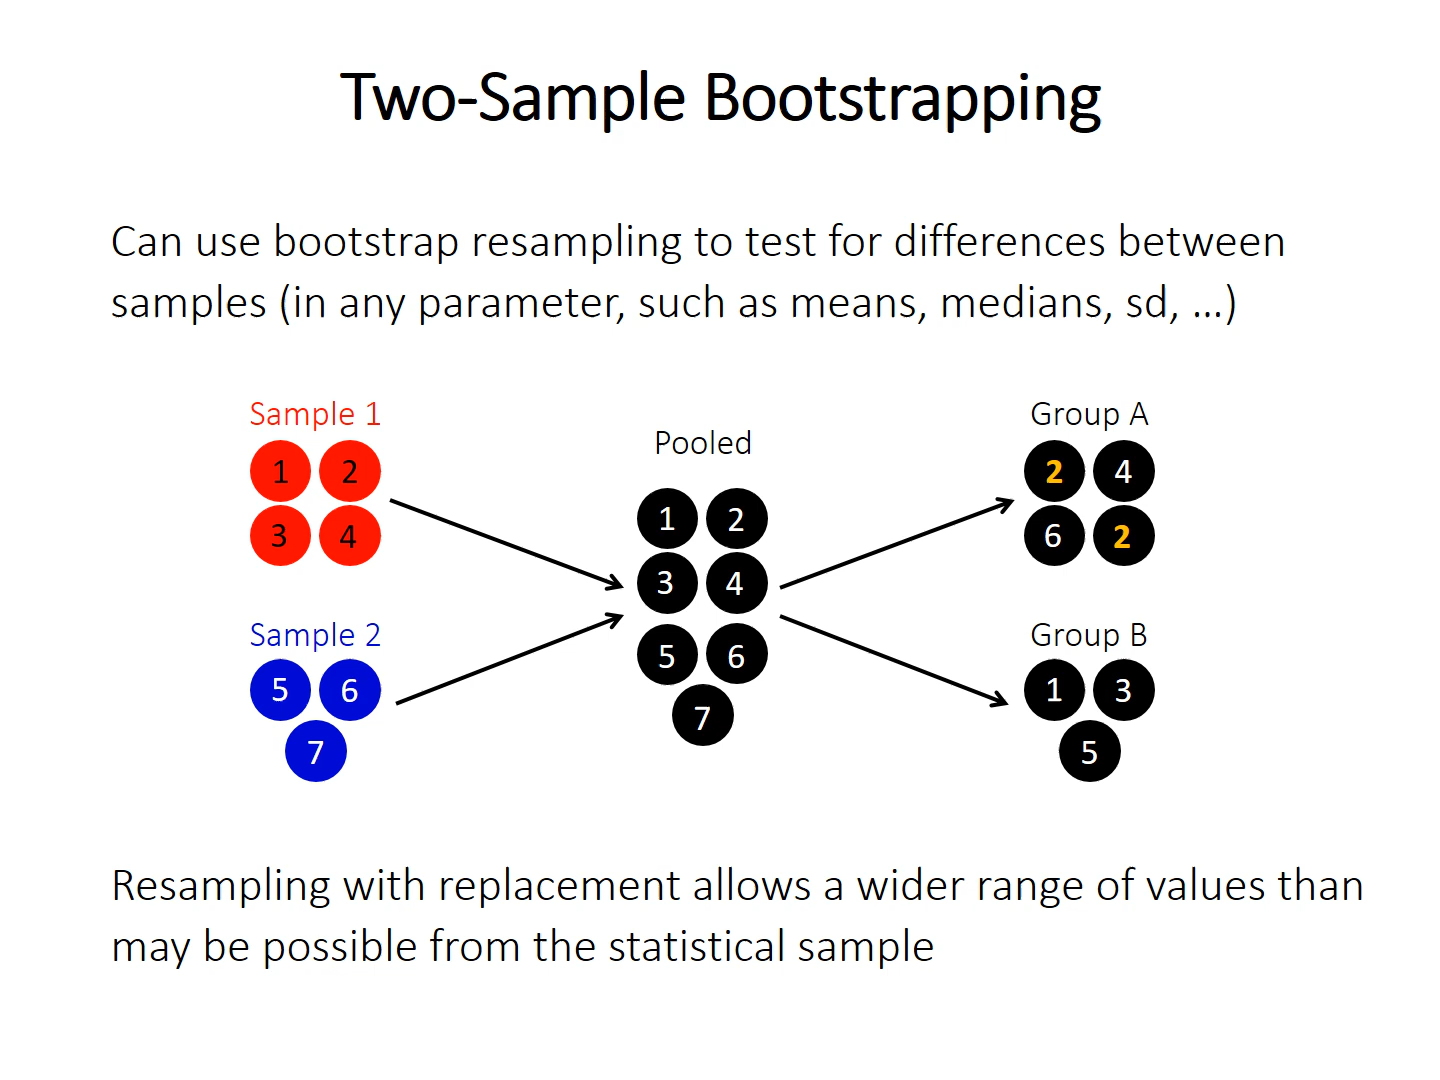 Two-Sample Bootstrapping
Can use bootstrap resampling to test for differences between
samples (in any parameter, such as means, medians, sd, ...)
Sample 1
1 2
3 4
Sample 2
5 6
7
Pooled
1 2
3 4
5 6
7
Group A
2 4
6 2
Group B
1 3
5
Resampling with replacement allows a wider range of values than
may be possible from the statistical sample